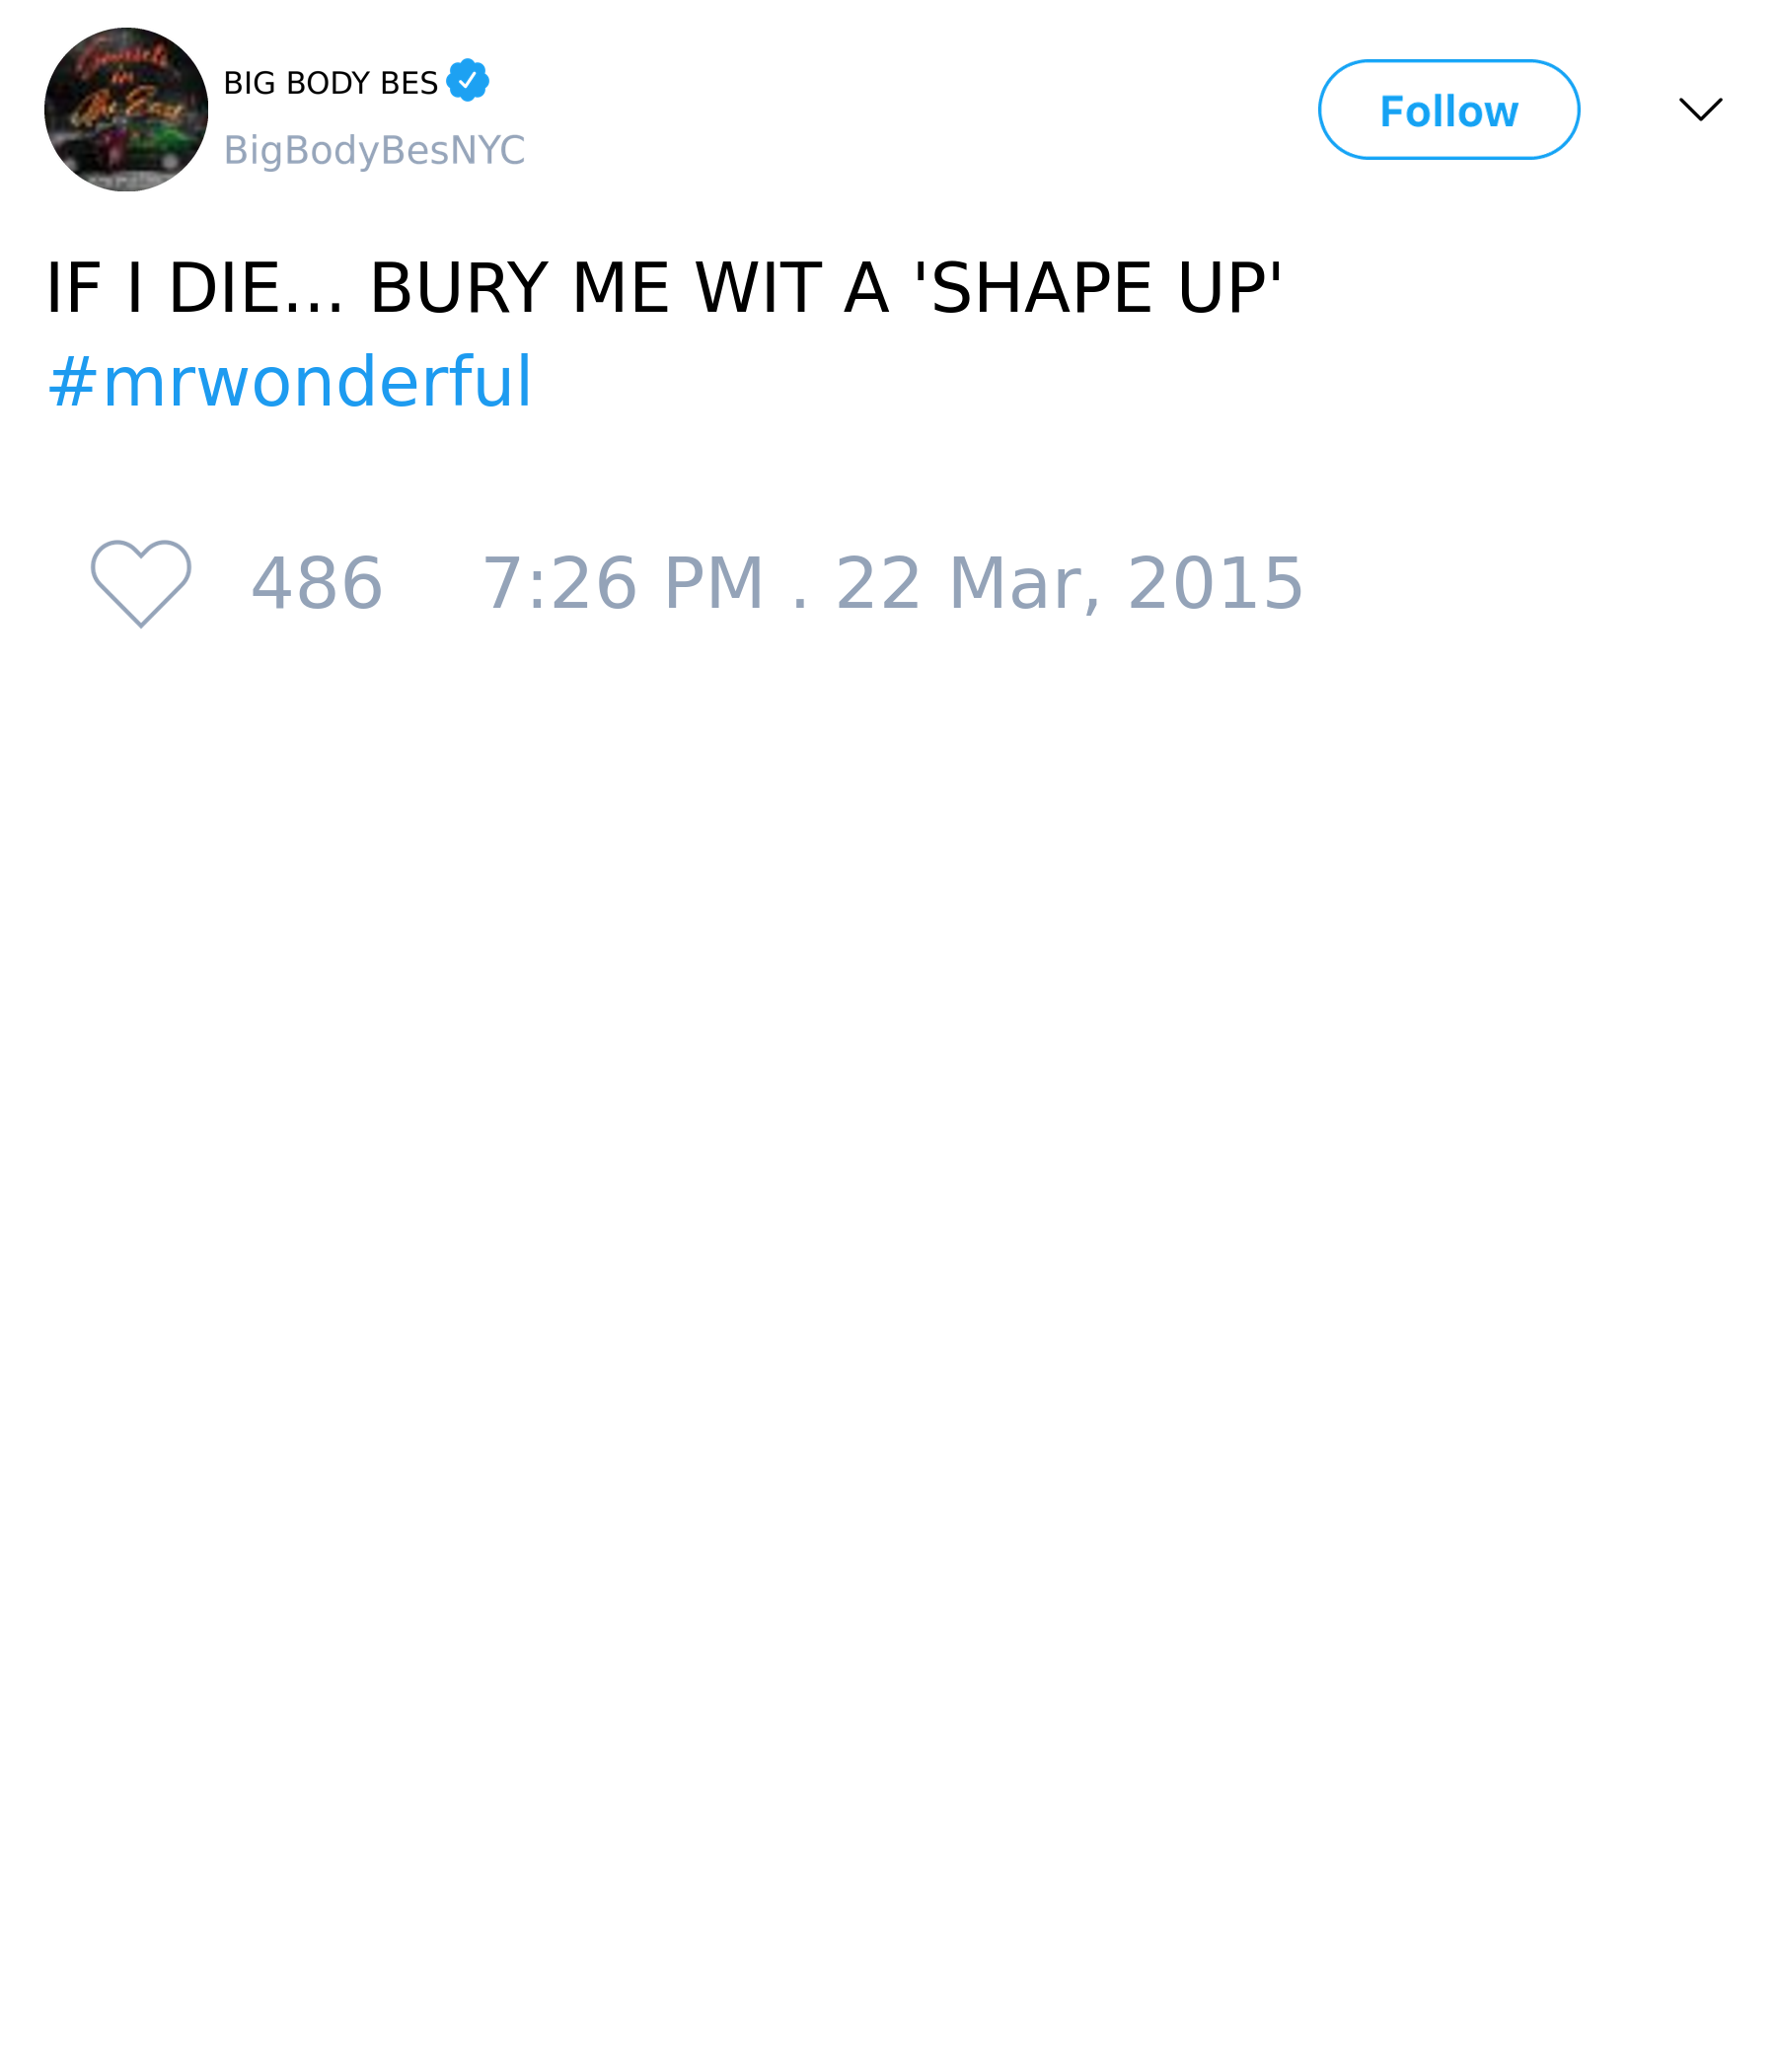 BIG BODY BES
BigBodyBesNYC
Follow
IF I DIE... BURY ME WIT A 'SHAPE UP'
#mrwonderful
486 7:26 PM . 22 Mar, 2015